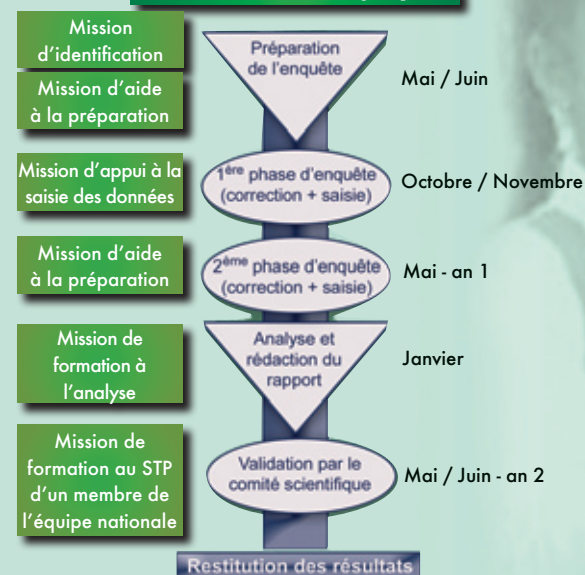 Mission
d'identification
Préparation
de l'enquête
Mai / Juin
Mission d'aide
à la préparation
Mission d'appui à la
saisie des données
1ère phase d'enquête
(correction + saisie)
Octobre / Novembre
Mission d'aide
à la préparation
2ème phase d'enquête
(correction + saisie)
Mai - an 1
Mission de
formation à
l'analyse
Analyse et
rédaction du
rapport
Janvier
Mission de
formation au STP
d'un membre de
l'équipe nationale
Validation par le
comité scientifique
Mai / Juin - an 2
Restitution des résultats